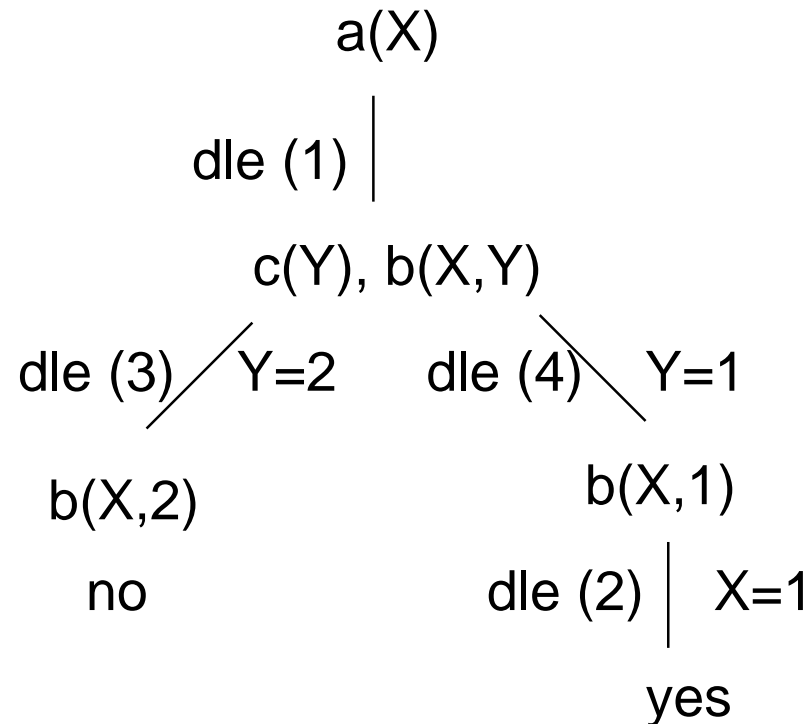 a(X)
dle (1)
c(Y), b(X,Y)
dle (3) Y=2 dle (4) Y=1
b(X,2) b(X,1)
no dle (2) X=1
yes